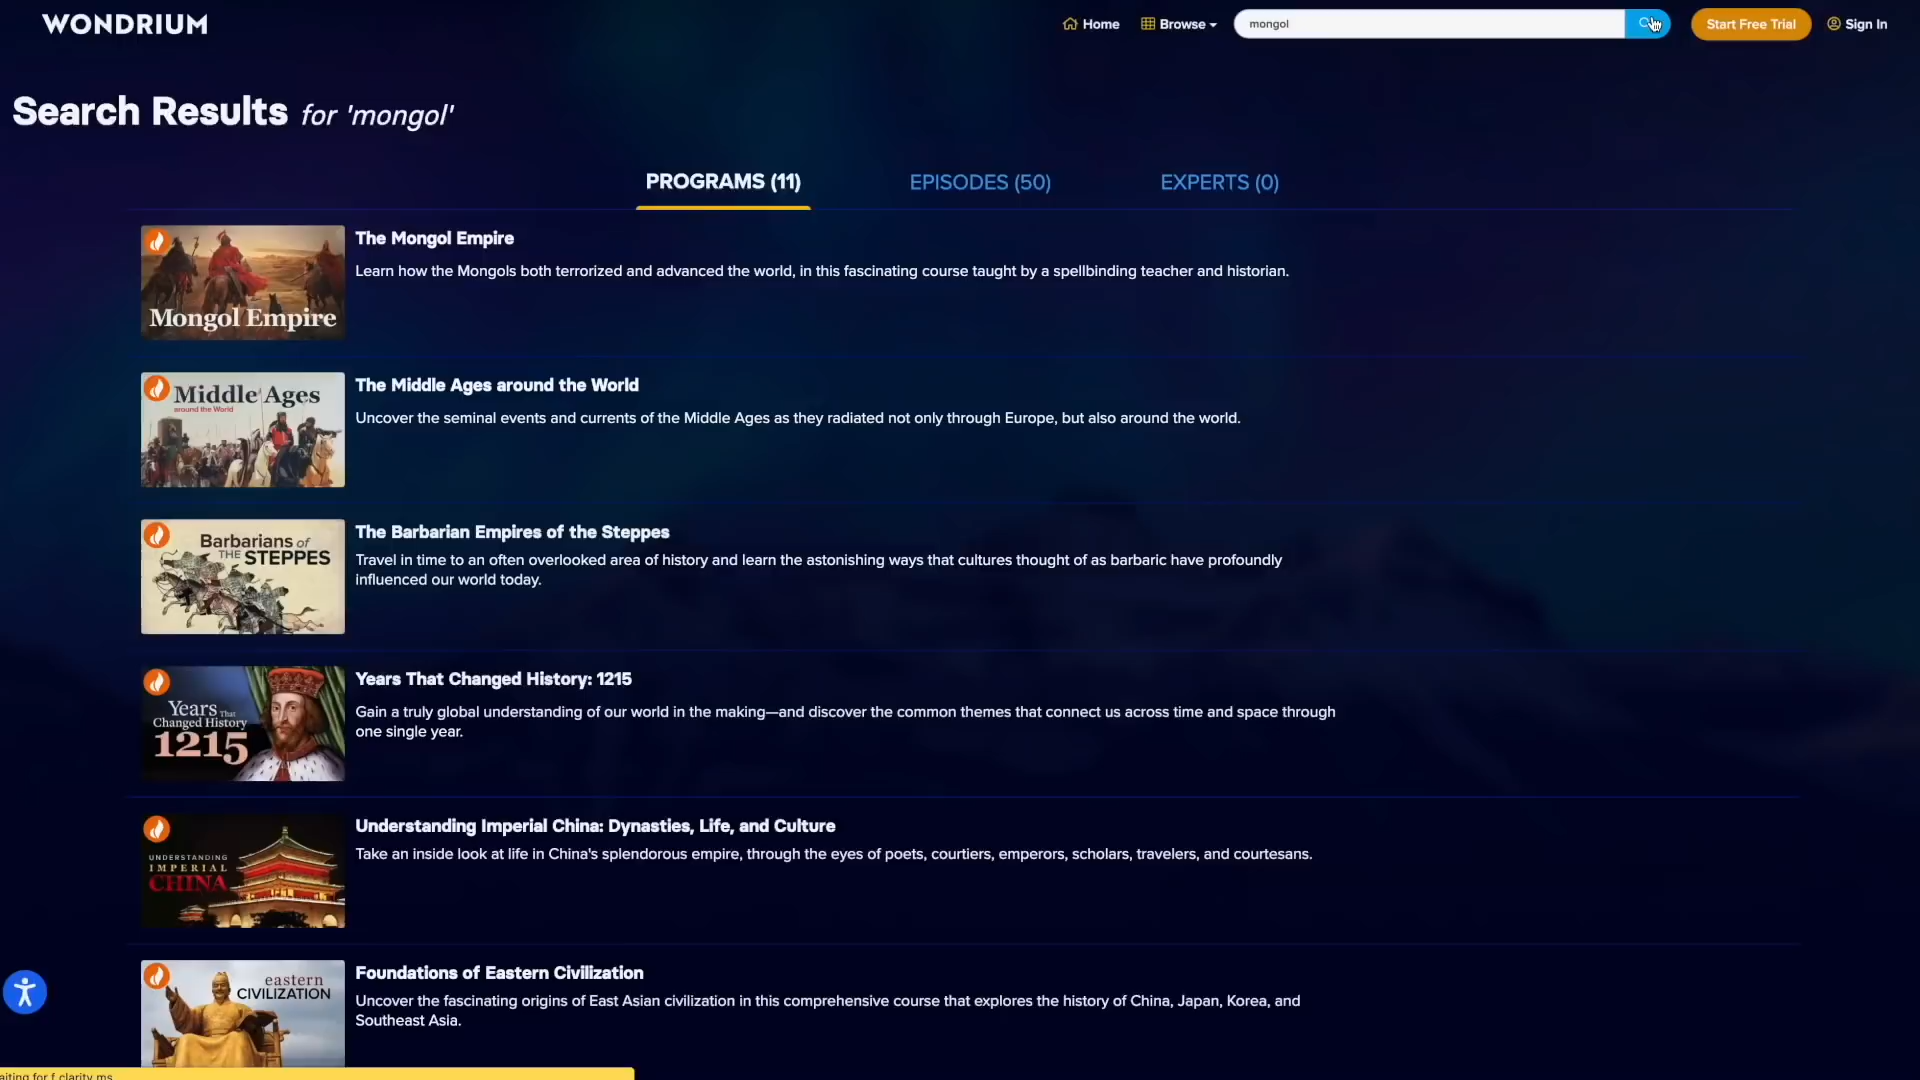 WONDRIUM
Home
Browse
mongol
Start Free Trial
Sign In
Search Results for 'mongol'
PROGRAMS (11)
EPISODES (50)
EXPERTS (0)
Mongol Empire
The Mongol Empire
Learn how the Mongols both terrorized and advanced the world, in this fascinating course taught by a spellbinding teacher and historian.
Middle Ages
around the World
The Middle Ages around the World
Uncover the seminal events and currents of the Middle Ages as they radiated not only through Europe, but also around the world.
Barbarians of
THE STEPPES
The Barbarian Empires of the Steppes
Travel in time to an often overlooked area of history and learn the astonishing ways that cultures thought of as barbaric have profoundly
influenced our world today.
Years That
Changed History
1215
Years That Changed History: 1215
Gain a truly global understanding of our world in the making—and discover the common themes that connect us across time and space through
one single year.
UNDERSTANDING
IMPERIAL
CHINA
Understanding Imperial China: Dynasties, Life, and Culture
Take an inside look at life in China's splendorous empire, through the eyes of poets, courtiers, emperors, scholars, travelers, and courtesans.
eastern
CIVILIZATION
Foundations of Eastern Civilization
Uncover the fascinating origins of East Asian civilization in this comprehensive course that explores the history of China, Japan, Korea, and
Southeast Asia.
aiting for f.clarity.ms